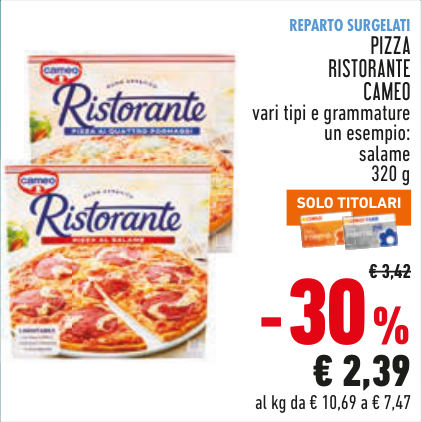 REPARTO SURGELATI
PIZZA
RISTORANTE
CAMEO
vari tipi e grammature
un esempio:
salame
320 g
SOLO TITOLARI
€ 3,42
- 30%
€ 2,39
al kg da € 10,69 a € 7,47
cameo
Ristorante
PIZZA AI QUATTRO FORMAGGI
cameo
Ristorante
PIZZA AL SALAME